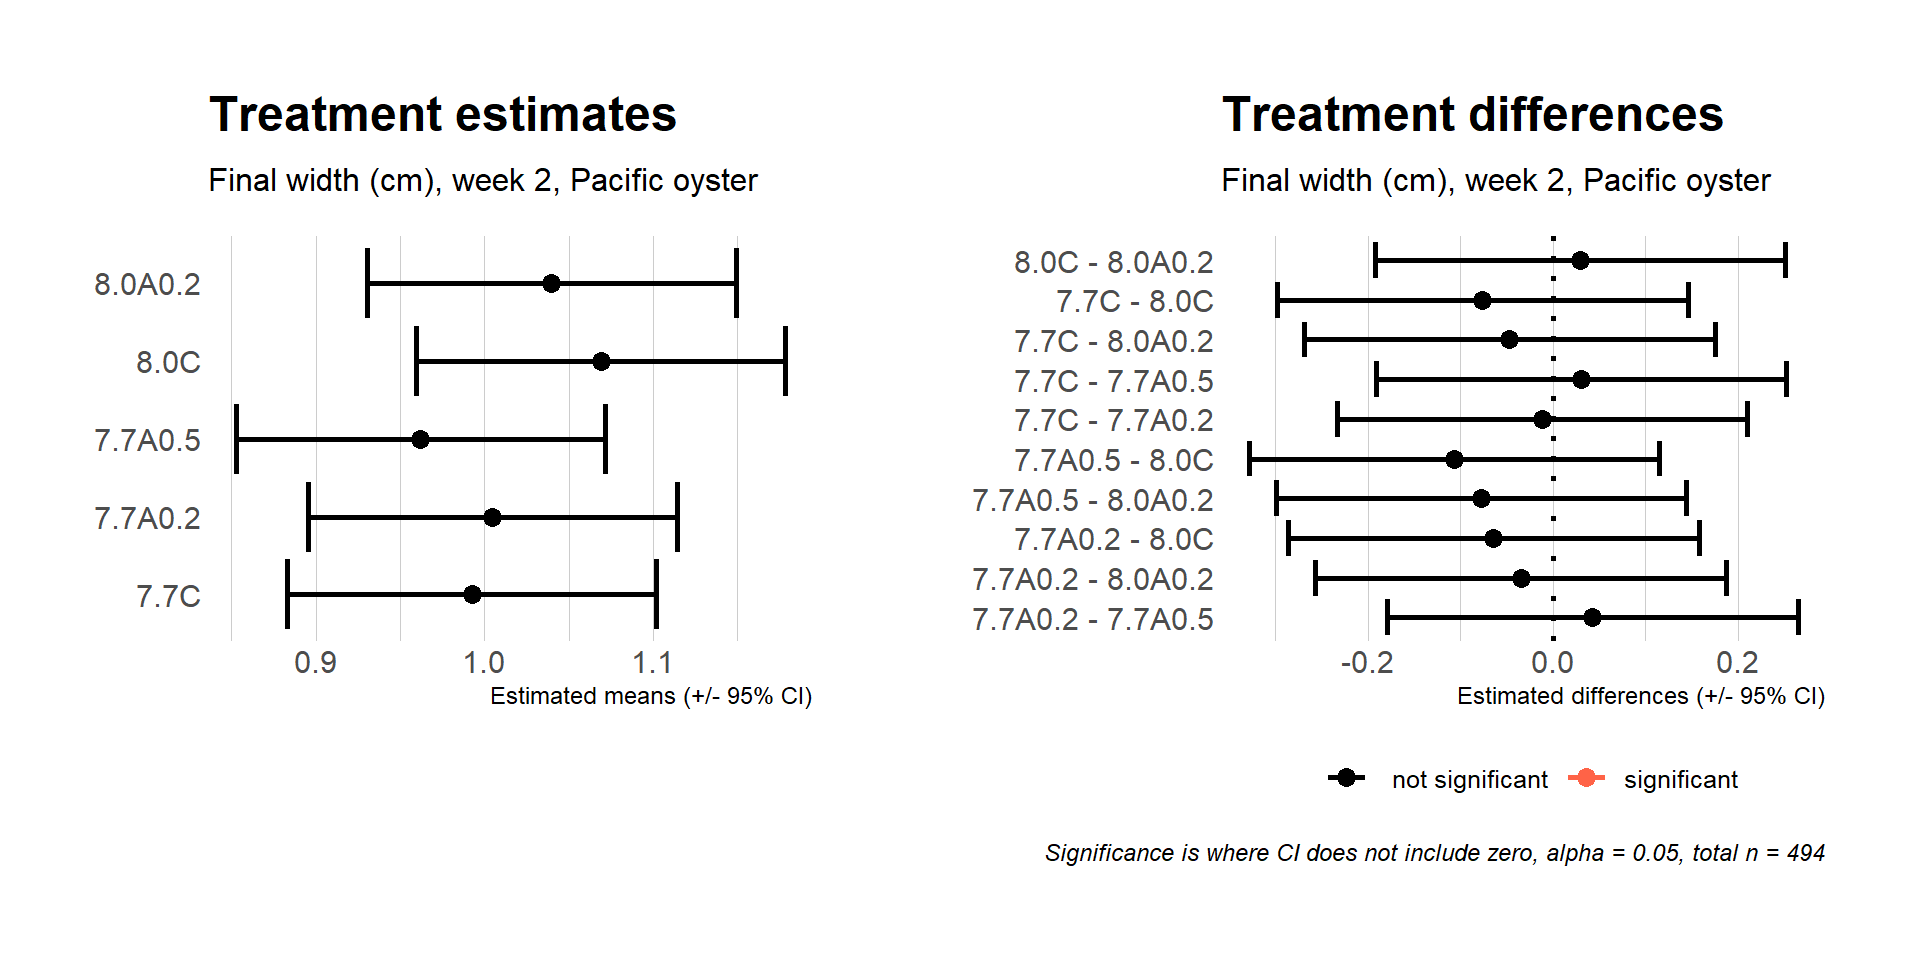 Treatment estimates
Final width (cm), week 2, Pacific oyster
8.0A0.2
8.0C
7.7A0.5
7.7A0.2
7.7C
0.9 1.0 1.1
Estimated means (+/- 95% CI)
Treatment differences
Final width (cm), week 2, Pacific oyster
8.0C - 8.0A0.2
7.7C - 8.0C
7.7C - 8.0A0.2
7.7C - 7.7A0.5
7.7C - 7.7A0.2
7.7A0.5 - 8.0C
7.7A0.5 - 8.0A0.2
7.7A0.2 - 8.0C
7.7A0.2 - 8.0A0.2
7.7A0.2 - 7.7A0.5
-0.2 0.0 0.2
Estimated differences (+/- 95% CI)
not significant significant
Significance is where CI does not include zero, alpha = 0.05, total n = 494